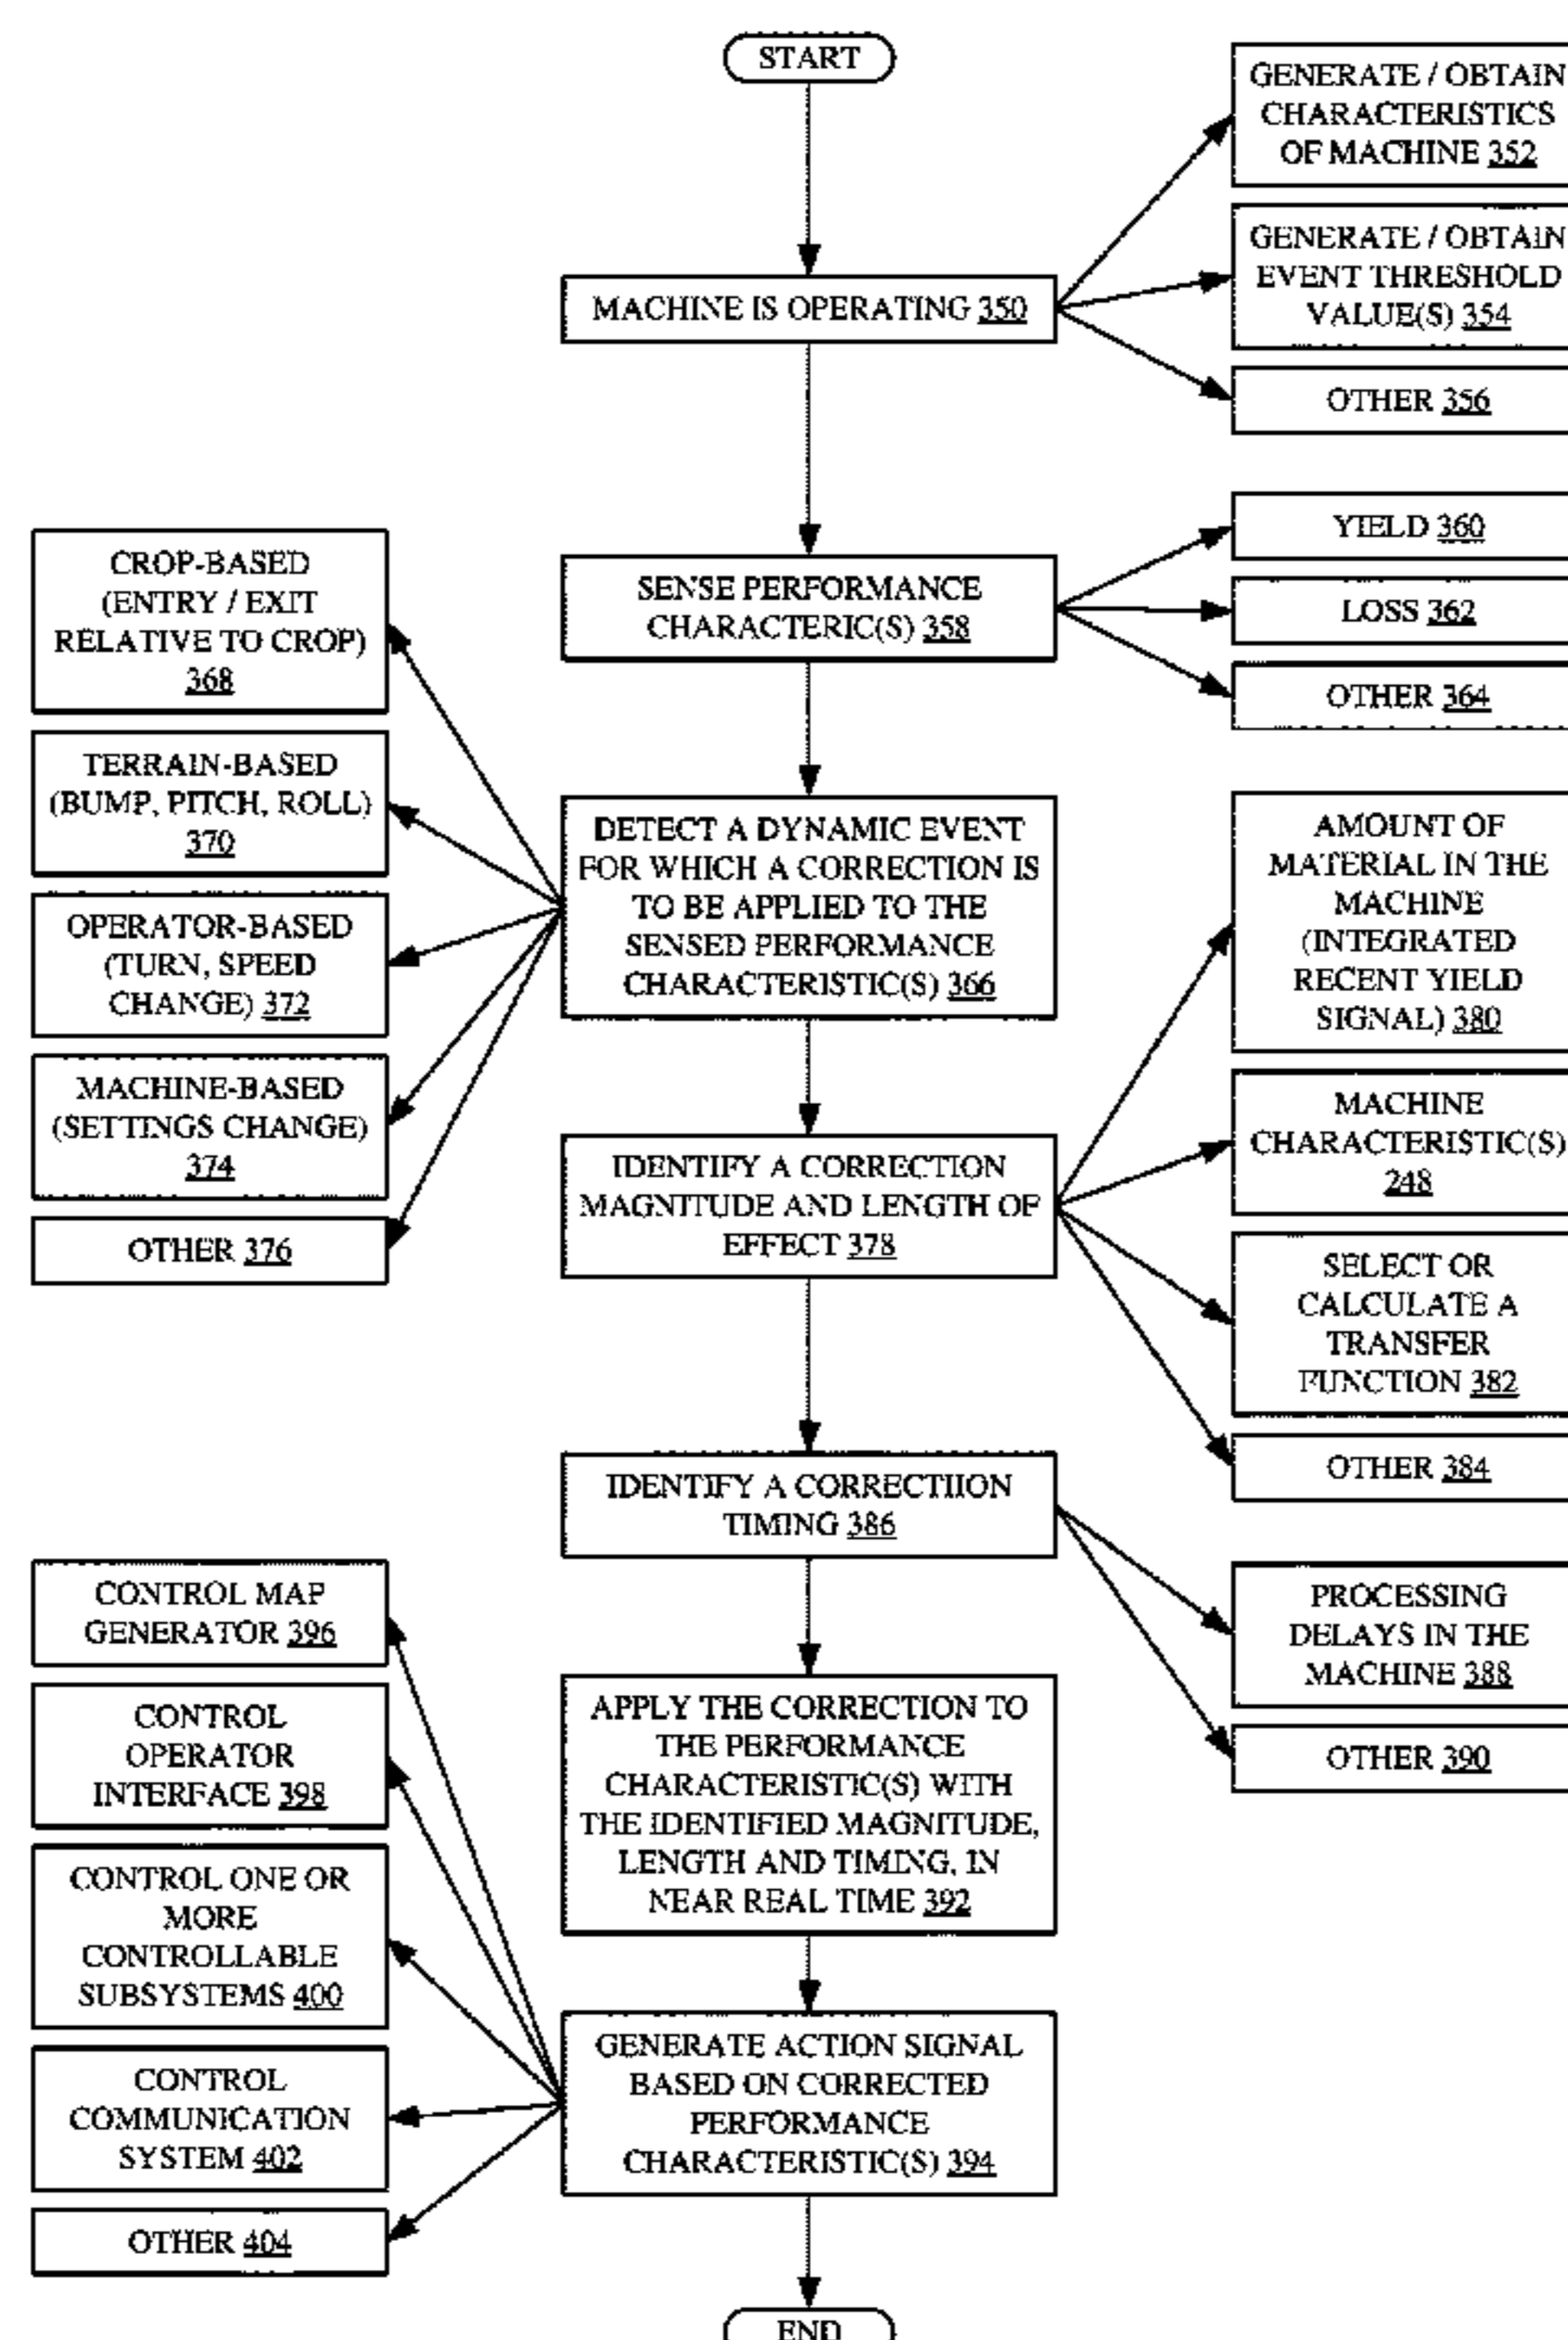 START
GENERATE / OBTAIN
CHARACTERISTICS
OF MACHINE 352
GENERATE / OBTAIN
EVENT THRESHOLD
VALUE(S) 354
MACHINE IS OPERATING 350
OTHER 356
YIELD 360
SENSE PERFORMANCE
CHARACTERIC(S) 358
LOSS 362
OTHER 364
CROP-BASED
(ENTRY / EXIT
RELATIVE TO CROP)
368
TERRAIN-BASED
(BUMP, PITCH, ROLL)
370
OPERATOR-BASED
(TURN, SPEED
CHANGE) 372
MACHINE-BASED
(SETTINGS CHANGE)
374
OTHER 376
DETECT A DYNAMIC EVENT
FOR WHICH A CORRECTION IS
TO BE APPLIED TO THE
SENSED PERFORMANCE
CHARACTERISTIC(S) 366
AMOUNT OF
MATERIAL IN THE
MACHINE
(INTEGRATED
RECENT YIELD
SIGNAL) 380
MACHINE
CHARACTERISTIC(S)
248
IDENTIFY A CORRECTION
MAGNITUDE AND LENGTH OF
EFFECT 378
SELECT OR
CALCULATE A
TRANSFER
FUNCTION 382
OTHER 384
IDENTIFY A CORRECTIION
TIMING 386
PROCESSING
DELAYS IN THE
MACHINE 388
OTHER 390
CONTROL MAP
GENERATOR 396
CONTROL
OPERATOR
INTERFACE 398
CONTROL ONE OR
MORE
CONTROLLABLE
SUBSYSTEMS 400
CONTROL
COMMUNICATION
SYSTEM 402
OTHER 404
APPLY THE CORRECTION TO
THE PERFORMANCE
CHARACTERISTIC(S) WITH
THE IDENTIFIED MAGNITUDE,
LENGTH AND TIMING, IN
NEAR REAL TIME 392
GENERATE ACTION SIGNAL
BASED ON CORRECTED
PERFORMANCE
CHARACTERISTIC(S) 394
END